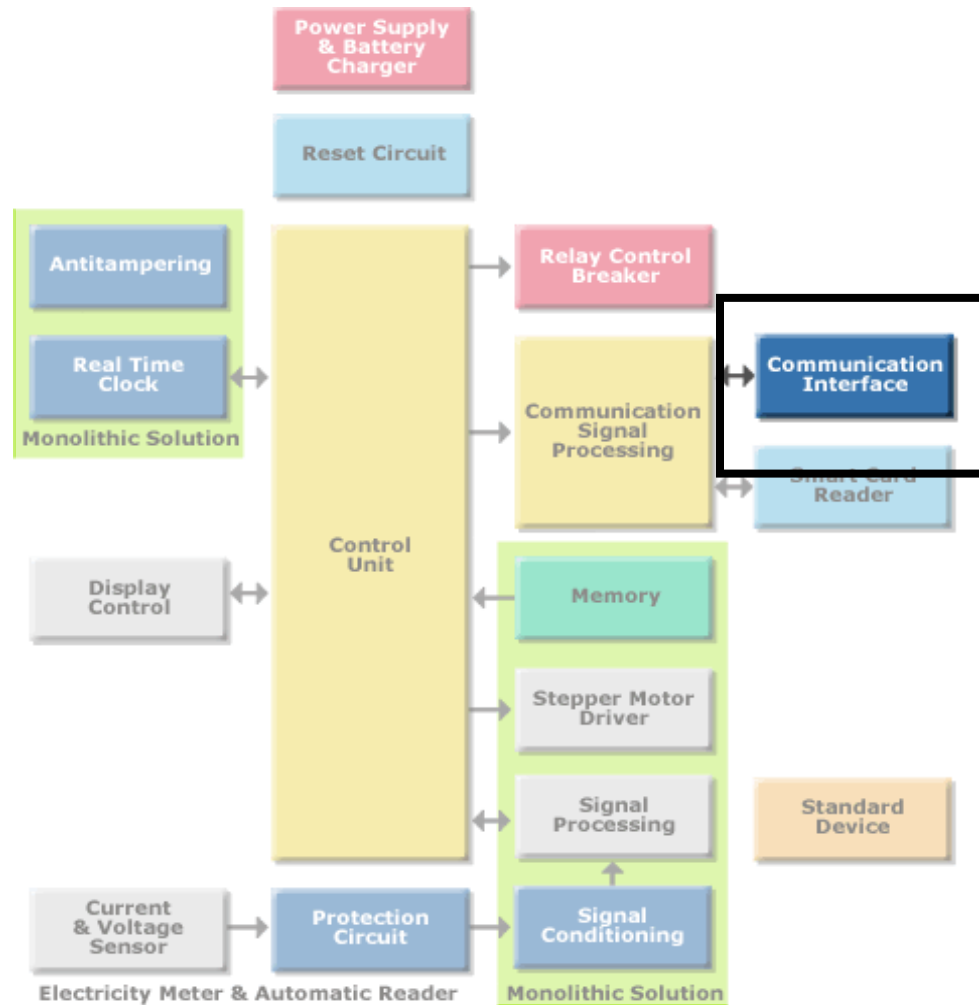 Power Supply
& Battery
Charger
Reset Circuit
Antitampering
Real Time
Clock
Monolithic Solution
Relay Control
Breaker
Communication
Signal
Processing
Communication
Interface
Smart Card
Reader
Control
Unit
Display
Control
Memory
Stepper Motor
Driver
Signal
Processing
Standard
Device
Current
& Voltage
Sensor
Protection
Circuit
Signal
Conditioning
Electricity Meter & Automatic Reader
Monolithic Solution